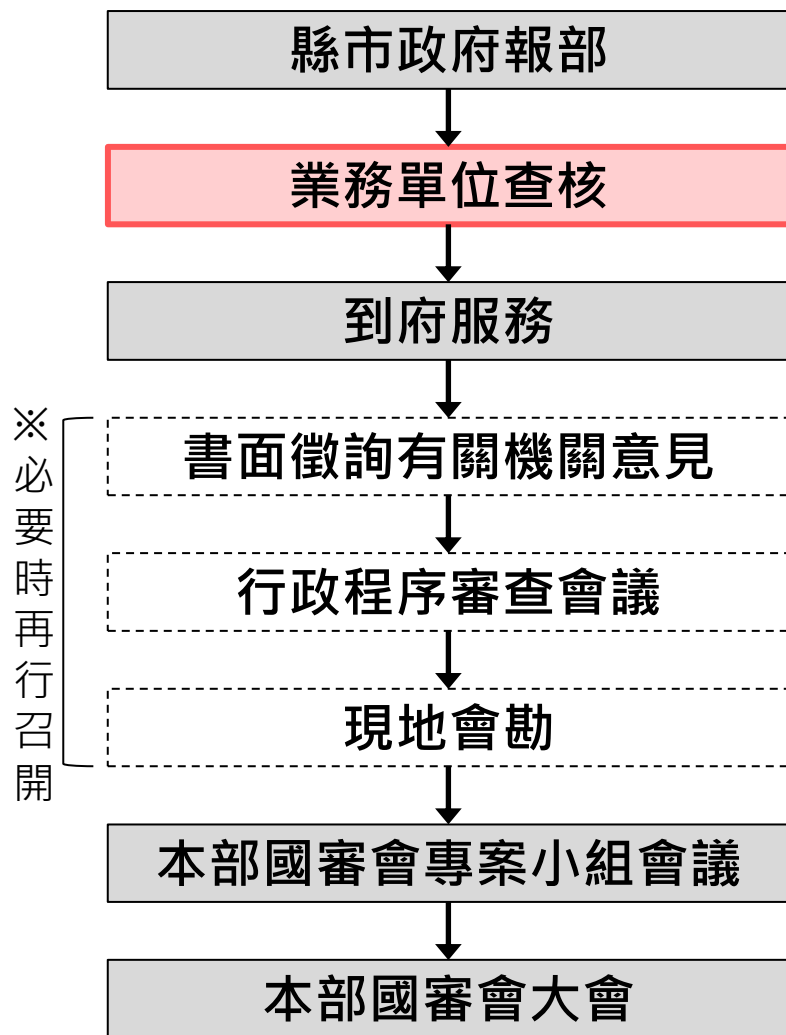 縣市政府報部
業務單位查核
到府服務
※必要時再行召開
書面徵詢有關機關意見
行政程序審查會議
現地會勘
本部國審會專案小組會議
本部國審會大會